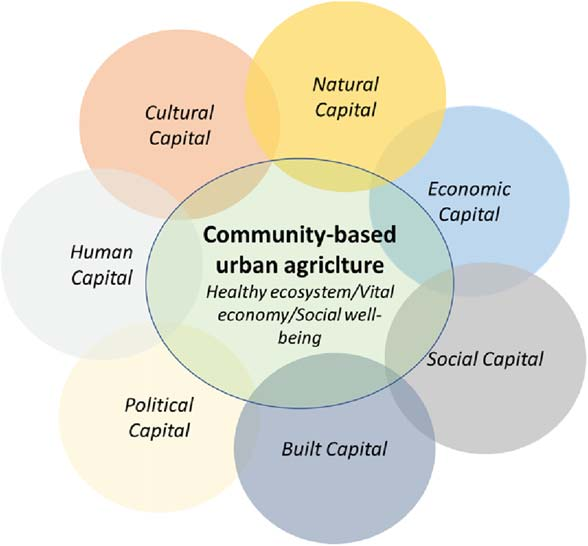 Natural
Capital
Cultural
Capital
Economic
Capital
Community-based
urban agriclture
Healthy ecosystem/Vital
economy/Social well-
being
Human
Capital
Social Capital
Political
Capital
Built Capital